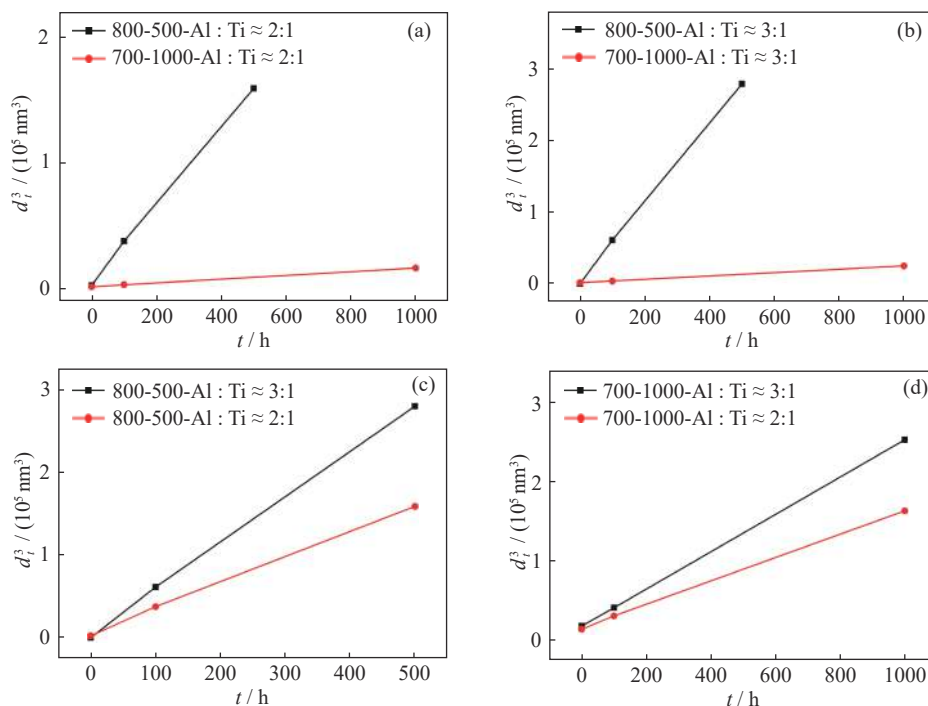 (a)
800-500-Al : Ti ≈ 2:1
700-1000-Al : Ti ≈ 2:1
2
1
0
d_t^3 / (10^5 nm^3)
0 200 400 600 800 1000
t / h
(b)
800-500-Al : Ti ≈ 3:1
700-1000-Al : Ti ≈ 3:1
3
2
1
0
d_t^3 / (10^5 nm^3)
0 200 400 600 800 1000
t / h
(c)
800-500-Al : Ti ≈ 3:1
800-500-Al : Ti ≈ 2:1
3
2
1
0
d_t^3 / (10^5 nm^3)
0 100 200 300 400 500
t / h
(d)
700-1000-Al : Ti ≈ 3:1
700-1000-Al : Ti ≈ 2:1
3
2
1
0
d_t^3 / (10^5 nm^3)
0 200 400 600 800 1000
t / h